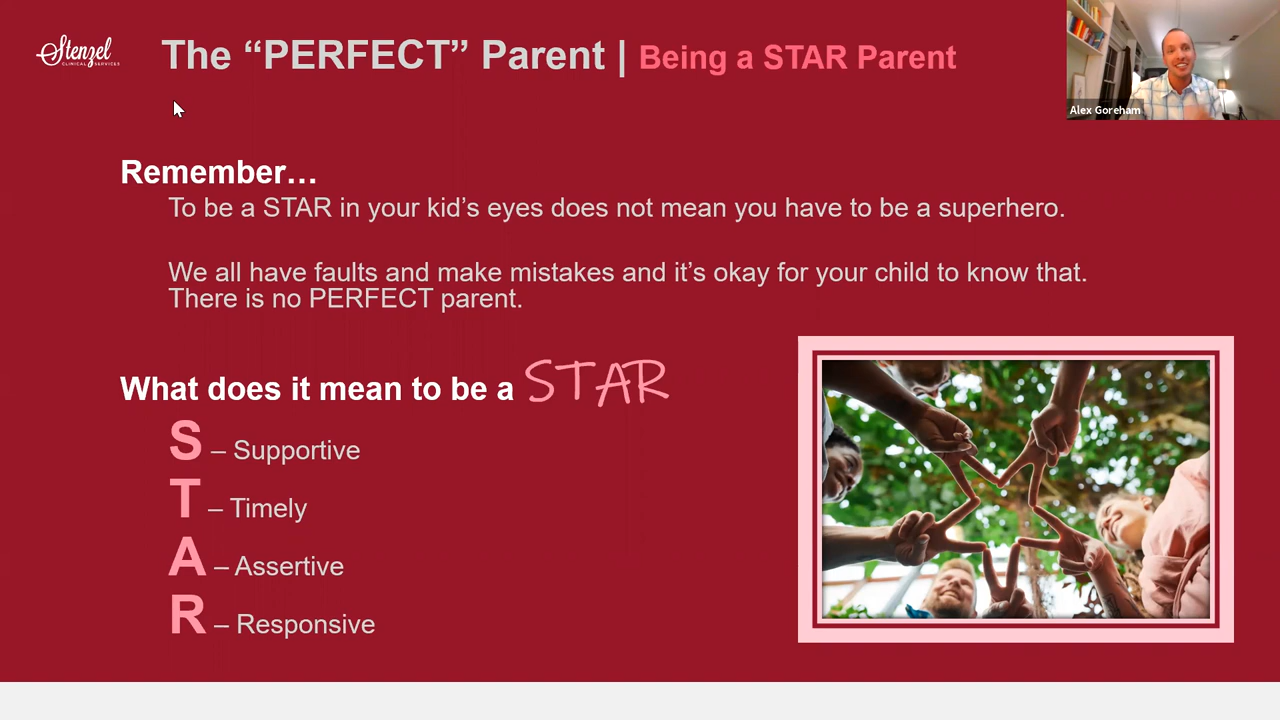 Stenzel
CLINICAL SERVICES
The “PERFECT” Parent | Being a STAR Parent
Alex Goreham
Remember…
To be a STAR in your kid’s eyes does not mean you have to be a superhero.
We all have faults and make mistakes and it’s okay for your child to know that.
There is no PERFECT parent.
What does it mean to be a STAR
S – Supportive
T – Timely
A – Assertive
R – Responsive